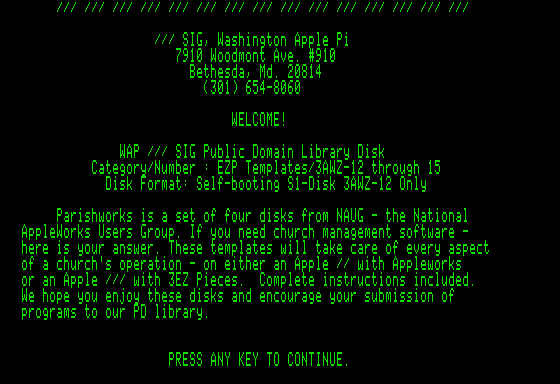 /// /// /// /// /// /// /// /// /// /// /// /// /// /// ///
/// SIG, Washington Apple Pi
7910 Woodmont Ave. #910
Bethesda, Md. 20814
(301) 654-8060
WELCOME!
WAP /// SIG Public Domain Library Disk
Category/Number : EZP Templates/3AWZ-12 through 15
Disk Format: Self-booting S1-Disk 3AWZ-12 Only
Parishworks is a set of four disks from NAUG - the National
AppleWorks Users Group. If you need church management software -
here is your answer. These templates will take care of every aspect
of a church's operation - on either an Apple // with Appleworks
or an Apple /// with 3EZ Pieces.  Complete instructions included.
We hope you enjoy these disks and encourage your submission of
programs to our PD library.
PRESS ANY KEY TO CONTINUE.